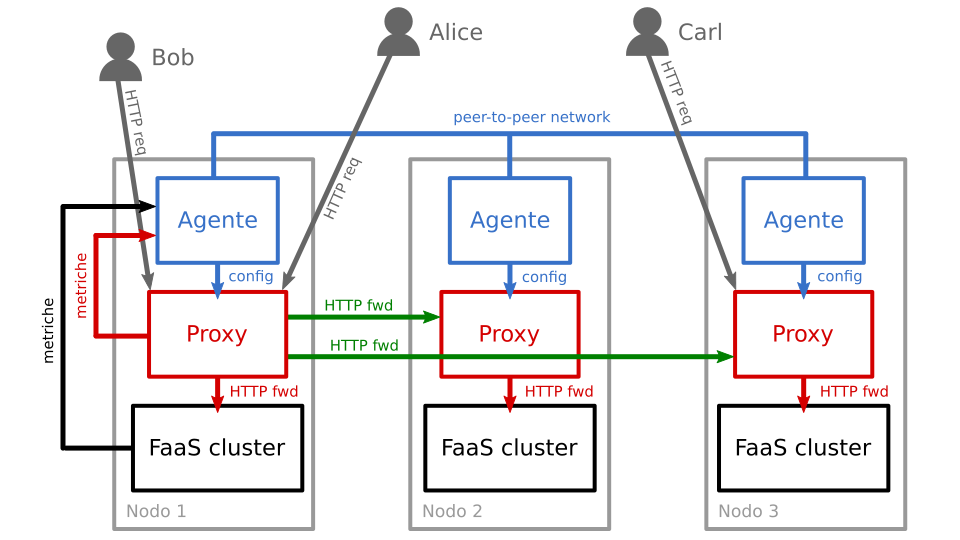 Bob
Alice
Carl
HTTP req
HTTP req
HTTP req
peer-to-peer network
Agente
Agente
Agente
config
config
config
metriche
metriche
Proxy
Proxy
Proxy
HTTP fwd
HTTP fwd
HTTP fwd
HTTP fwd
HTTP fwd
FaaS cluster
FaaS cluster
FaaS cluster
Nodo 1
Nodo 2
Nodo 3